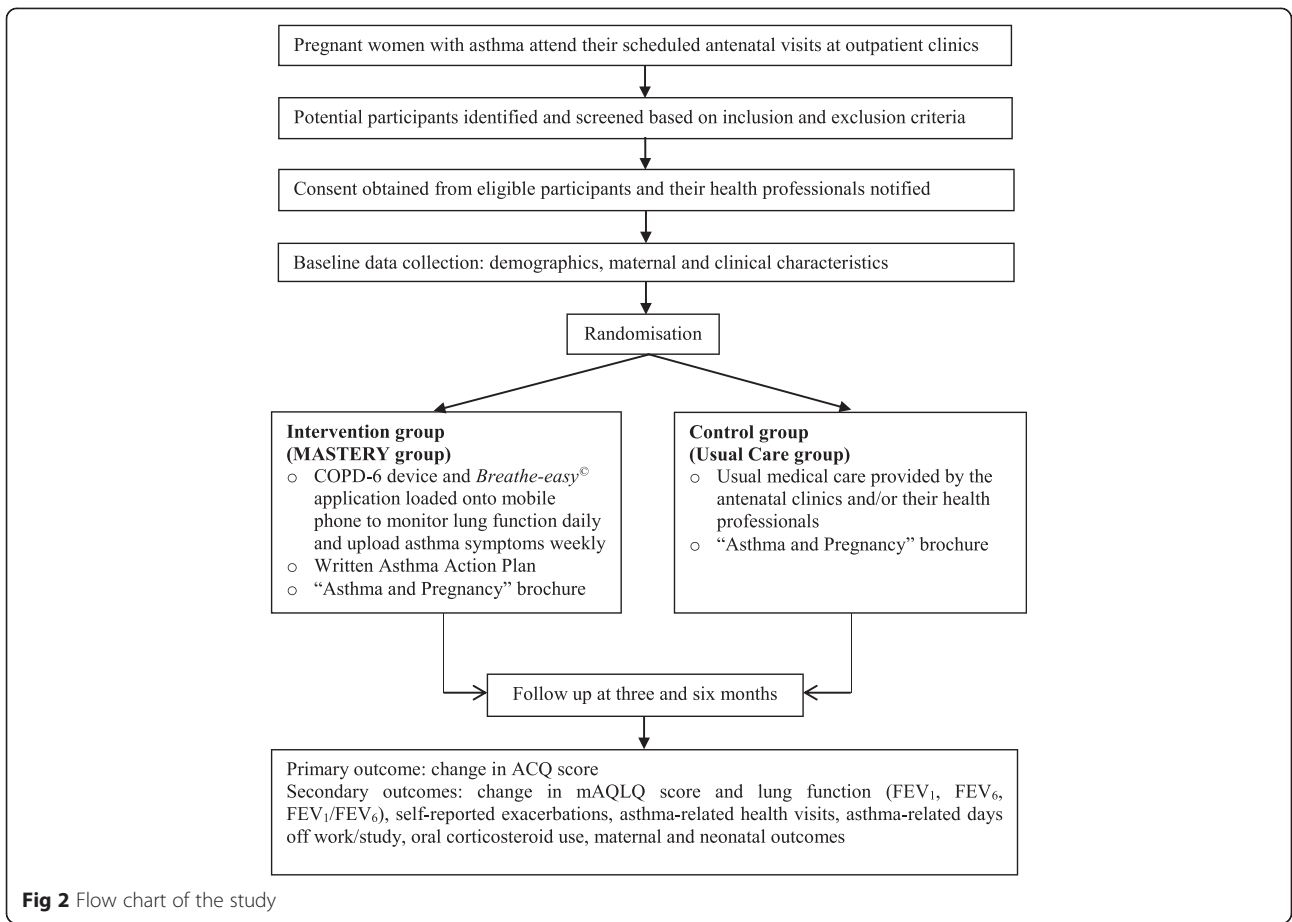 Pregnant women with asthma attend their scheduled antenatal visits at outpatient clinics
Potential participants identified and screened based on inclusion and exclusion criteria
Consent obtained from eligible participants and their health professionals notified
Baseline data collection: demographics, maternal and clinical characteristics
Randomisation
Intervention group
(MASTERY group)
○ COPD-6 device and Breathe-easy© 
application loaded onto mobile
phone to monitor lung function daily
and upload asthma symptoms weekly
○ Written Asthma Action Plan
○ “Asthma and Pregnancy” brochure
Control group
(Usual Care group)
○ Usual medical care provided by the
antenatal clinics and/or their health
professionals
○ “Asthma and Pregnancy” brochure
Follow up at three and six months
Primary outcome: change in ACQ score
Secondary outcomes: change in mAQLQ score and lung function (FEV₁, FEV₆,
FEV₁/FEV₆), self-reported exacerbations, asthma-related health visits, asthma-related days
off work/study, oral corticosteroid use, maternal and neonatal outcomes
Fig 2 Flow chart of the study